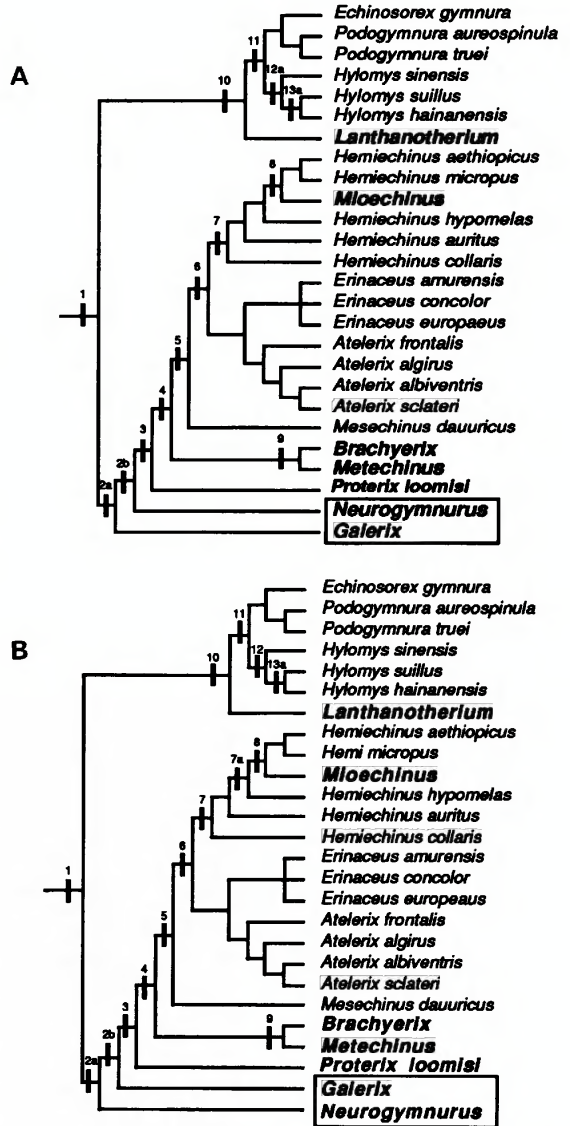 A
Echinosorex gymnura
Podogymnura aureospinula
Podogymnura truei
Hylomys sinensis
Hylomys suillus
Hylomys hainanensis
Lanthanotherium
Hemiechinus aethiopicus
Hemiechinus micropus
Mioechinus
Hemiechinus hypomelas
Hemiechinus auritus
Hemiechinus collaris
Erinaceus amurensis
Erinaceus concolor
Erinaceus europaeus
Atelerix frontalis
Atelerix algirus
Atelerix albiventris
Atelerix sclateri
Mesechinus dauuricus
Brachyerix
Metechinus
Proterix loomisi
Neurogymnurus
Galerix
11
12a
13a
10
8
7
6
1
5
4
9
3
2b
2a
B
Echinosorex gymnura
Podogymnura aureospinula
Podogymnura truei
Hylomys sinensis
Hylomys suillus
Hylomys hainanensis
Lanthanotherium
Hemiechinus aethiopicus
Hemi micropus
Mioechinus
Hemiechinus hypomelas
Hemiechinus auritus
Hemiechinus collaris
Erinaceus amurensis
Erinaceus concolor
Erinaceus europeaus
Atelerix frontalis
Atelerix algirus
Atelerix albiventris
Atelerix sclateri
Mesechinus dauuricus
Brachyerix
Metechinus
Proterix loomisi
Galerix
Neurogymnurus
11
12
13a
10
8
7a
7
6
1
5
4
9
3
2b
2a